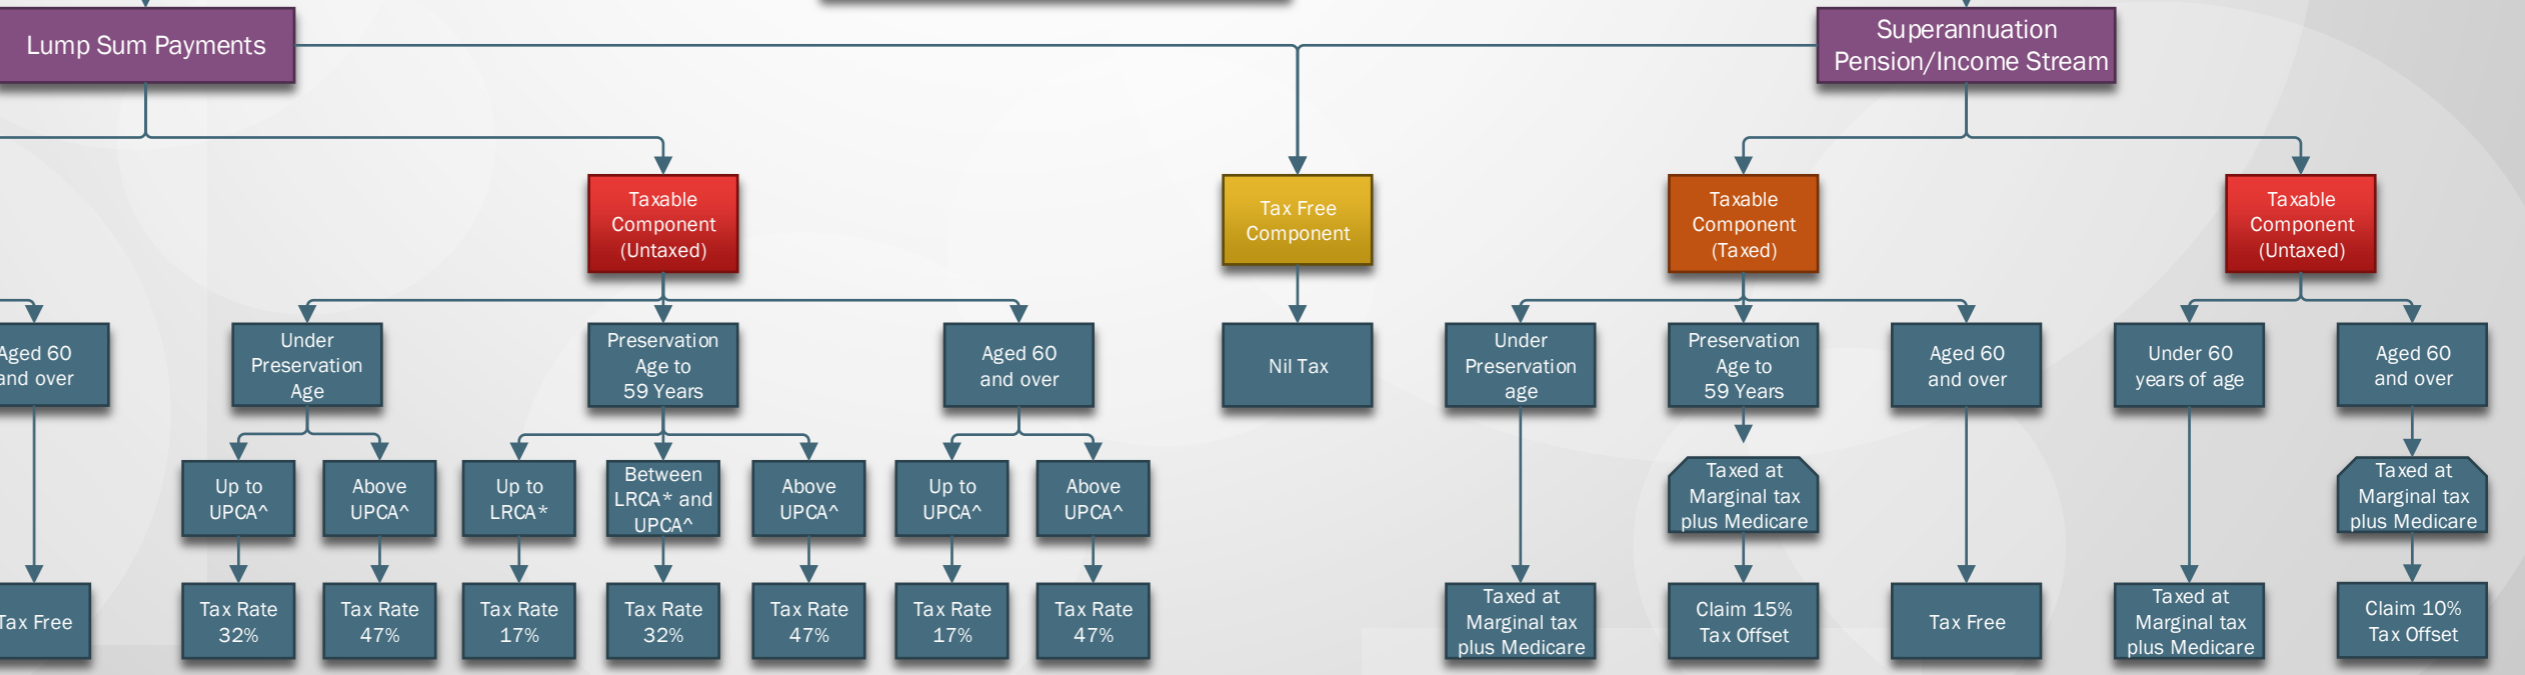 Lump Sum Payments
Superannuation
Pension/Income Stream
Taxable
Component
(Untaxed)
Tax Free
Component
Taxable
Component
(Taxed)
Taxable
Component
(Untaxed)
Aged 60
and over
Under
Preservation
Age
Preservation
Age to
59 Years
Aged 60
and over
Nil Tax
Under
Preservation
age
Preservation
Age to
59 Years
Aged 60
and over
Under 60
years of age
Aged 60
and over
Up to
UPCA^
Above
UPCA^
Up to
LRCA*
Between
LRCA* and
UPCA^
Above
UPCA^
Up to
UPCA^
Above
UPCA^
Taxed at
Marginal tax
plus Medicare
Taxed at
Marginal tax
plus Medicare
Tax Free
Tax Rate
32%
Tax Rate
47%
Tax Rate
17%
Tax Rate
32%
Tax Rate
47%
Tax Rate
17%
Tax Rate
47%
Taxed at
Marginal tax
plus Medicare
Claim 15%
Tax Offset
Tax Free
Taxed at
Marginal tax
plus Medicare
Claim 10%
Tax Offset